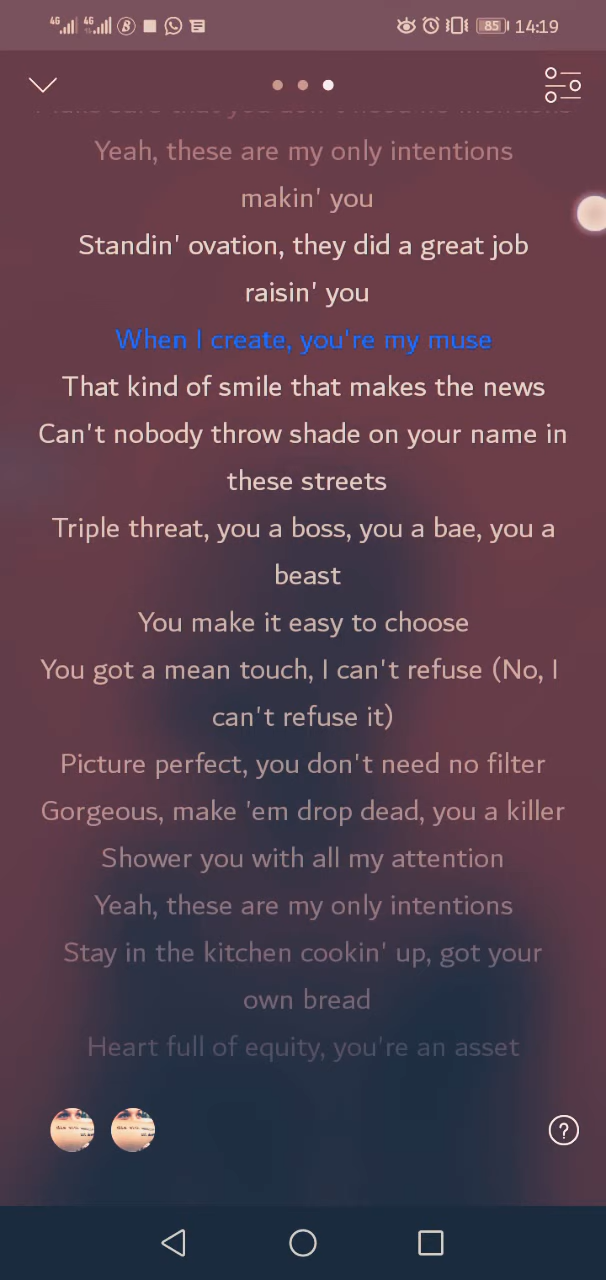 4G 4G 85 14:19
Yeah, these are my only intentions
makin' you
Standin' ovation, they did a great job
raisin' you
When I create, you're my muse
That kind of smile that makes the news
Can't nobody throw shade on your name in
these streets
Triple threat, you a boss, you a bae, you a
beast
You make it easy to choose
You got a mean touch, I can't refuse (No, I
can't refuse it)
Picture perfect, you don't need no filter
Gorgeous, make 'em drop dead, you a killer
Shower you with all my attention
Yeah, these are my only intentions
Stay in the kitchen cookin' up, got your
own bread
Heart full of equity, you're an asset
?